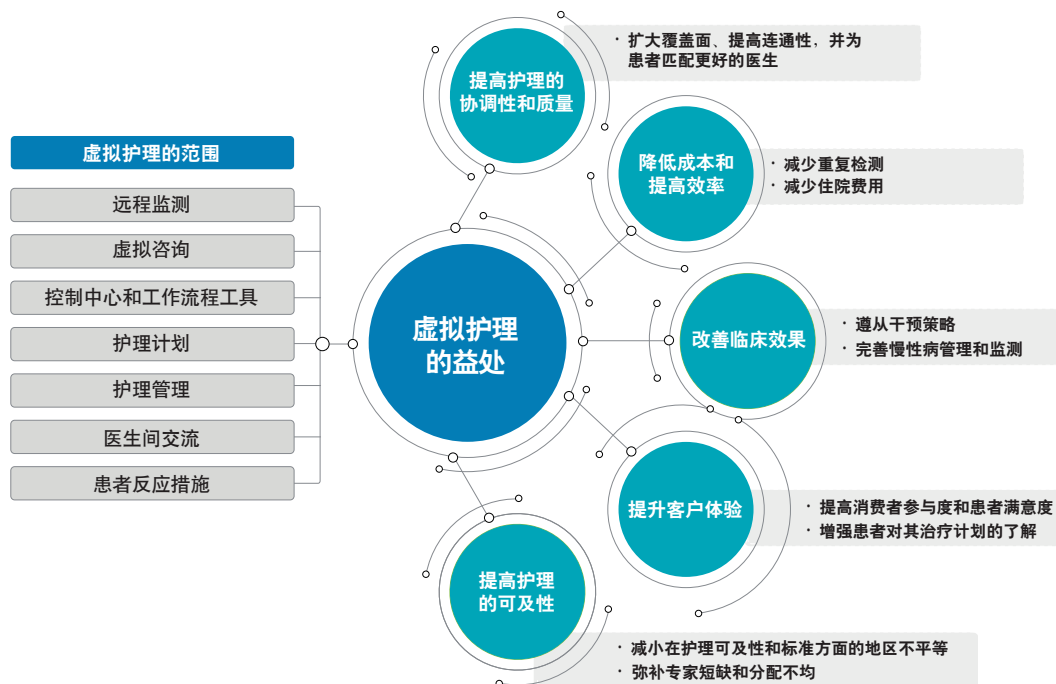 虚拟护理的范围
远程监测
虚拟咨询
控制中心和工作流程工具
护理计划
护理管理
医生间交流
患者反应措施
虚拟护理
的益处
提高护理的
协调性和质量
· 扩大覆盖面、提高连通性，并为
患者匹配更好的医生
降低成本和
提高效率
· 减少重复检测
· 减少住院费用
改善临床效果
· 遵从干预策略
· 完善慢性病管理和监测
提升客户体验
· 提高消费者参与度和患者满意度
· 增强患者对其治疗计划的了解
提高护理
的可及性
· 减小在护理可及性和标准方面的地区不平等
· 弥补专家短缺和分配不均